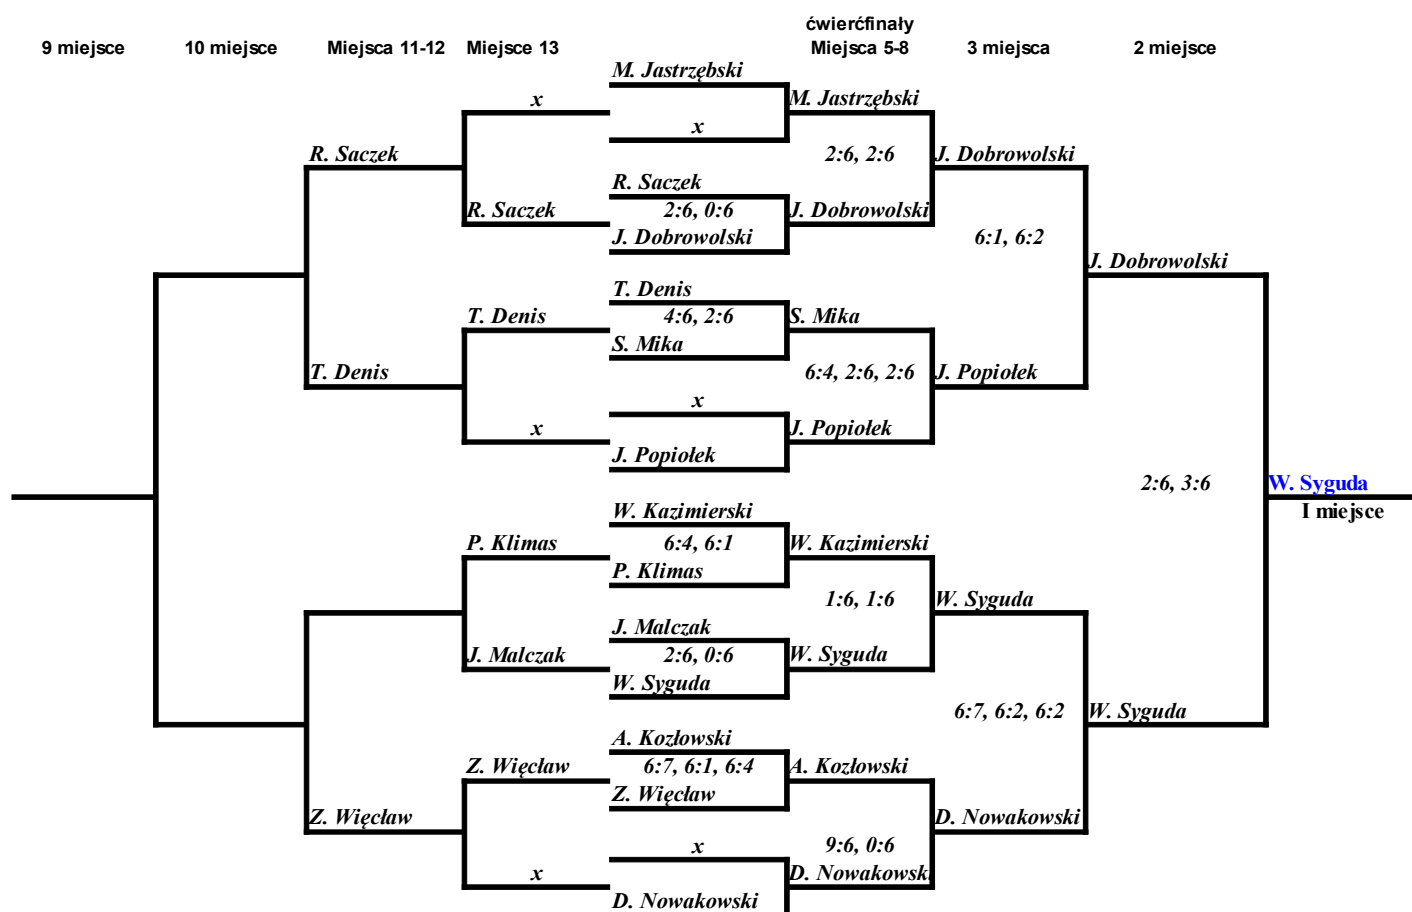 ćwierćfinały
9 miejsce 10 miejsce Miejsca 11-12 Miejsce 13 Miejsca 5-8 3 miejsca 2 miejsce
M. Jastrzębski
x M. Jastrzębski
x
R. Saczek 2:6, 2:6 J. Dobrowolski
R. Saczek
R. Saczek 2:6, 0:6 J. Dobrowolski
J. Dobrowolski 6:1, 6:2
J. Dobrowolski
T. Denis
T. Denis 4:6, 2:6 S. Mika
S. Mika
T. Denis 6:4, 2:6, 2:6 J. Popiołek
x
x J. Popiołek
J. Popiołek
2:6, 3:6 W. Syguda
I miejsce
W. Kazimierski
P. Klimas 6:4, 6:1 W. Kazimierski
P. Klimas
1:6, 1:6 W. Syguda
J. Malczak
J. Malczak 2:6, 0:6 W. Syguda
W. Syguda
6:7, 6:2, 6:2 W. Syguda
A. Kozłowski
Z. Więcław 6:7, 6:1, 6:4 A. Kozłowski
Z. Więcław
Z. Więcław D. Nowakowski
x 9:6, 0:6
x D. Nowakowski
D. Nowakowski